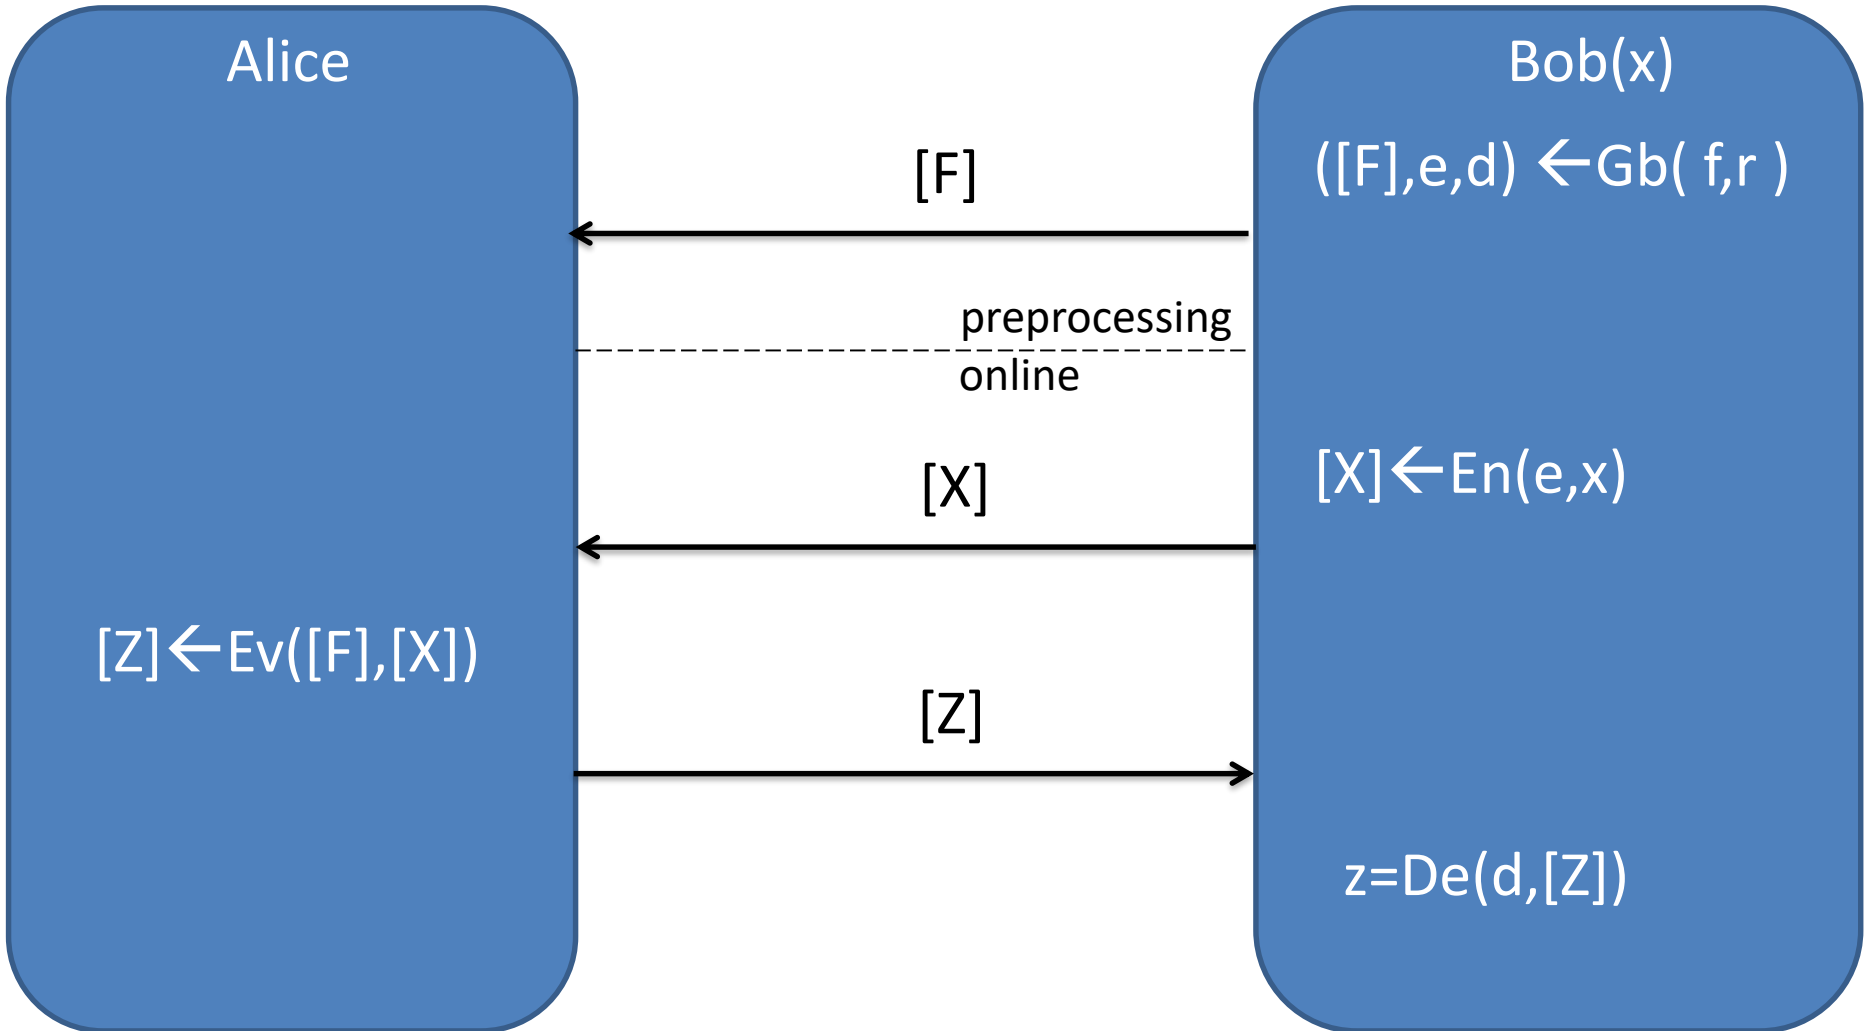 Alice
Bob(x)
([F],e,d) ←Gb( f,r )
[F]
preprocessing
online
[X]←En(e,x)
[X]
[Z]←Ev([F],[X])
[Z]
z=De(d,[Z])